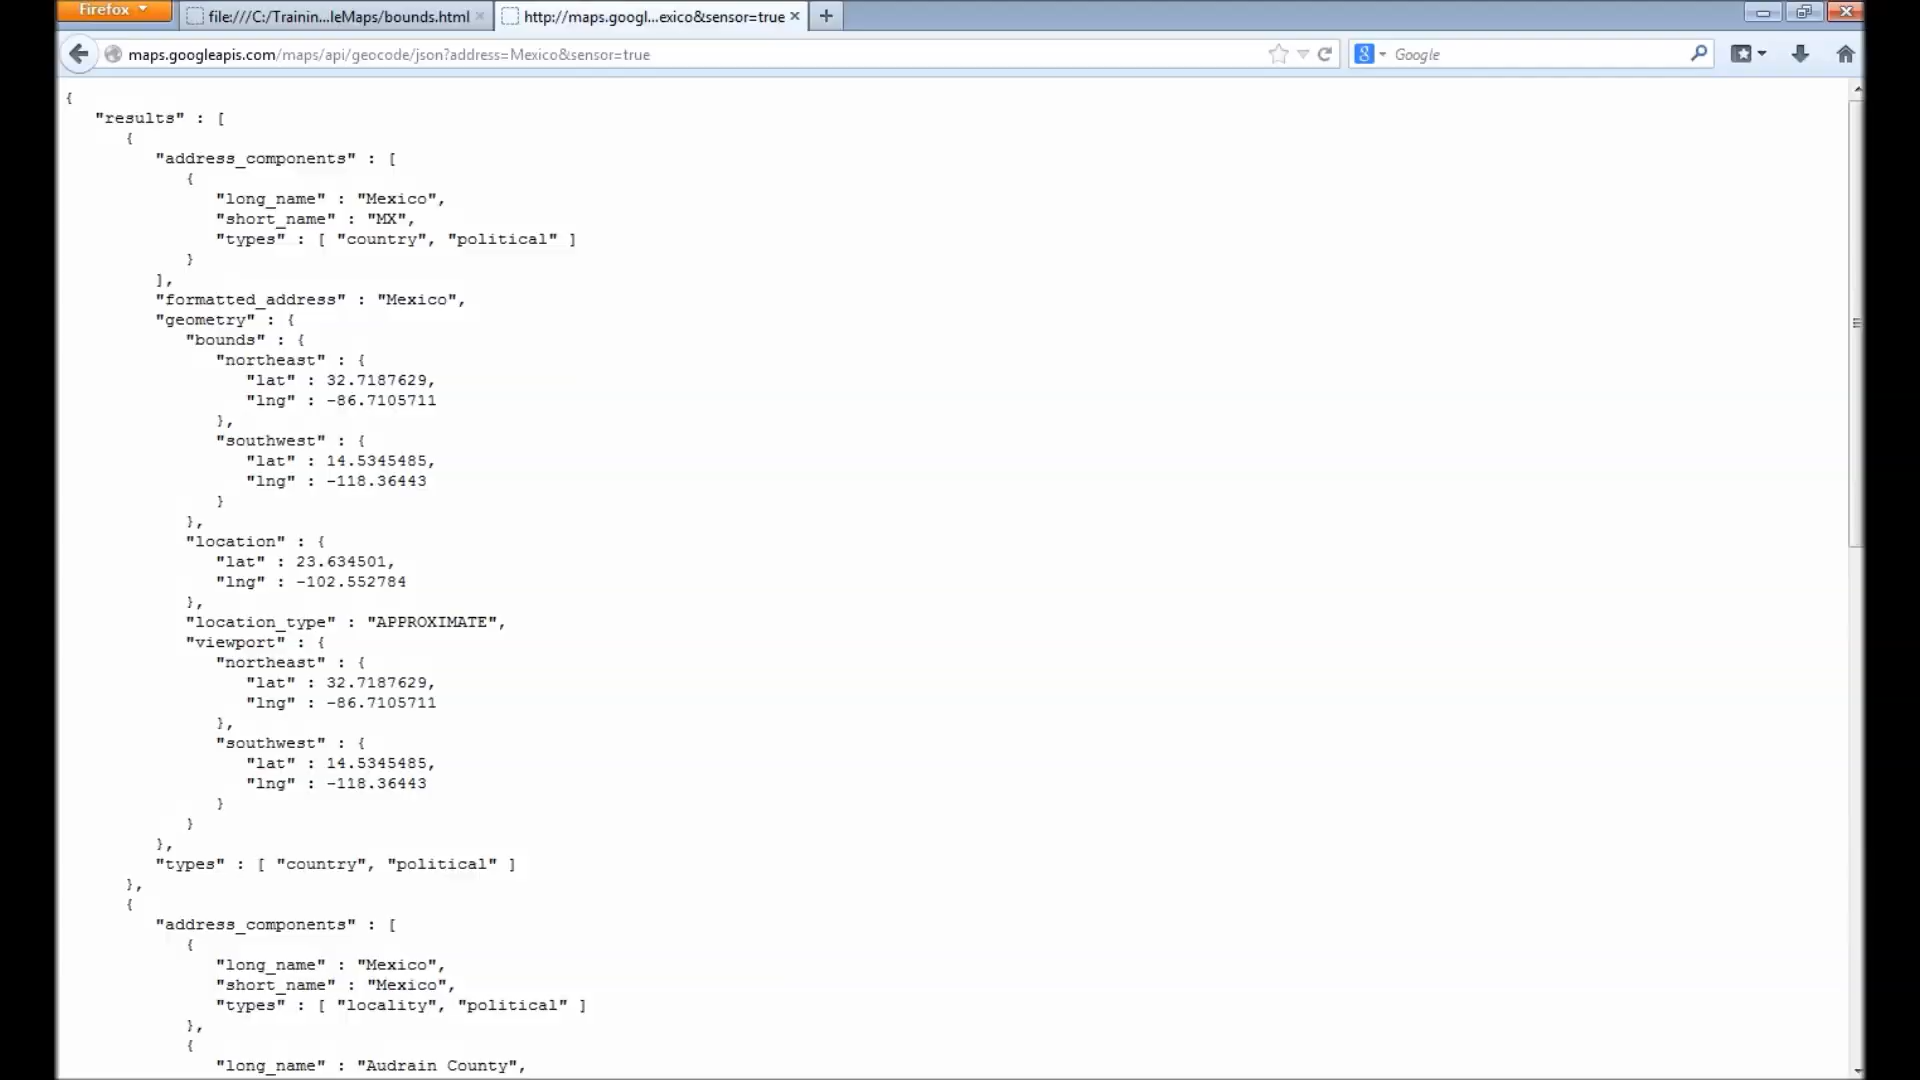 Firefox
file:///C:/Trainin...leMaps/bounds.html
http://maps.googl...exico&sensor=true
maps.googleapis.com/maps/api/geocode/json?address=Mexico&sensor=true
Google
{
"results" : [
{
"address_components" : [
{
"long_name" : "Mexico",
"short_name" : "MX",
"types" : [ "country", "political" ]
}
],
"formatted_address" : "Mexico",
"geometry" : {
"bounds" : {
"northeast" : {
"lat" : 32.7187629,
"lng" : -86.7105711
},
"southwest" : {
"lat" : 14.5345485,
"lng" : -118.36443
}
},
"location" : {
"lat" : 23.634501,
"lng" : -102.552784
},
"location_type" : "APPROXIMATE",
"viewport" : {
"northeast" : {
"lat" : 32.7187629,
"lng" : -86.7105711
},
"southwest" : {
"lat" : 14.5345485,
"lng" : -118.36443
}
}
},
"types" : [ "country", "political" ]
},
{
"address_components" : [
{
"long_name" : "Mexico",
"short_name" : "Mexico",
"types" : [ "locality", "political" ]
},
{
"long_name" : "Audrain County",